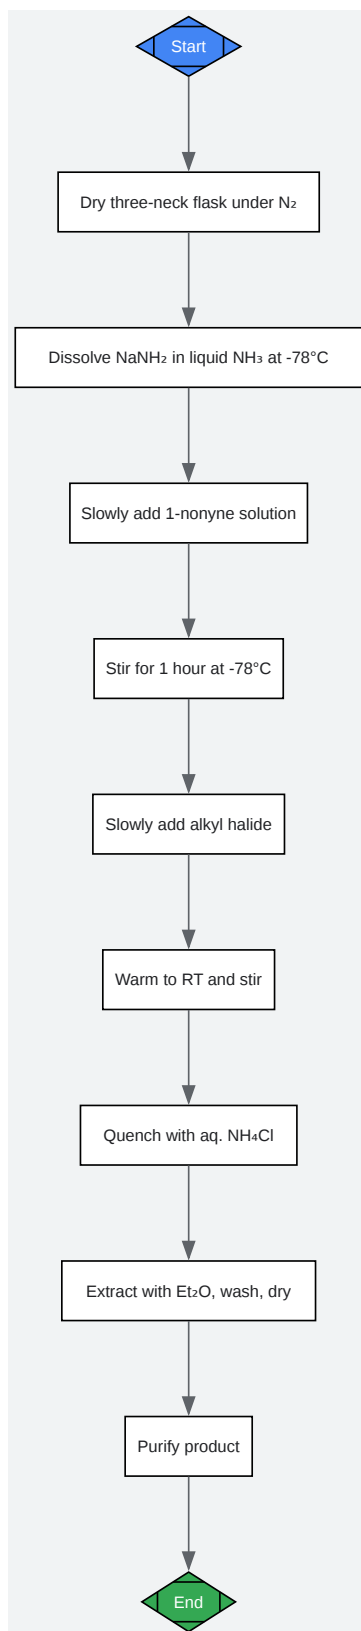 Start
Dry three-neck flask under N₂
Dissolve NaNH₂ in liquid NH₃ at -78°C
Slowly add 1-nonyne solution
Stir for 1 hour at -78°C
Slowly add alkyl halide
Warm to RT and stir
Quench with aq. NH₄Cl
Extract with Et₂O, wash, dry
Purify product
End